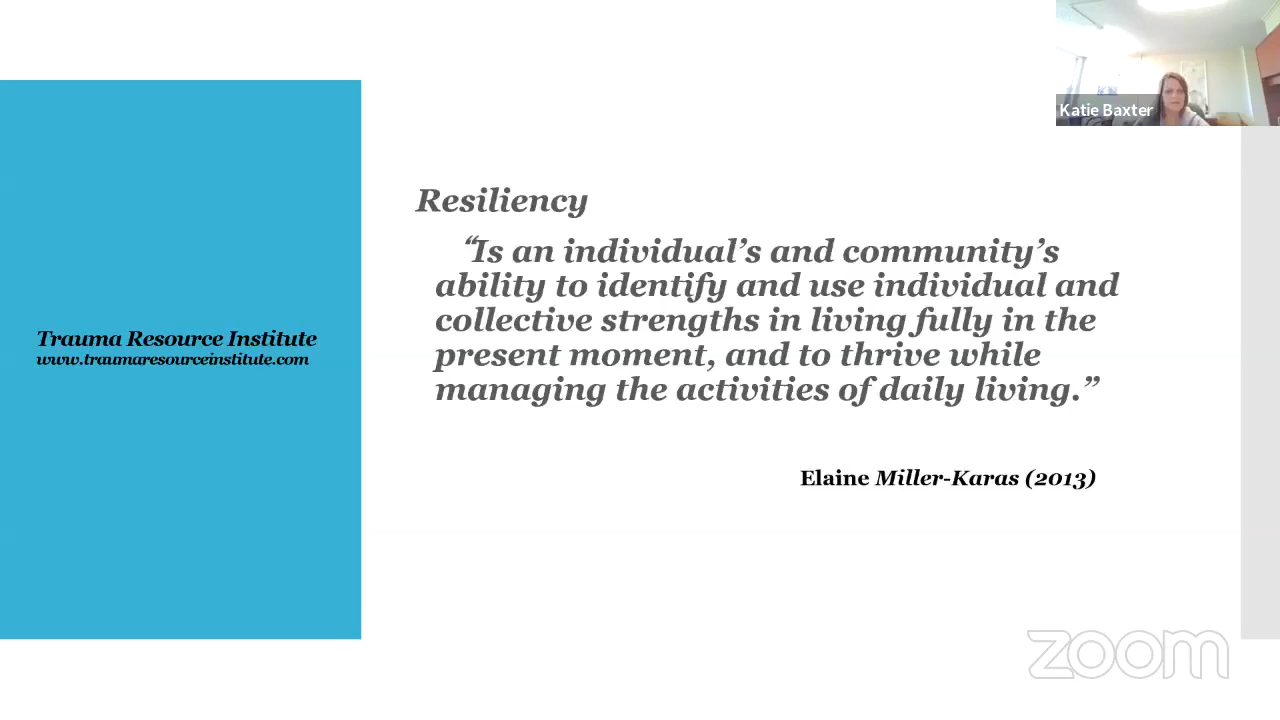 Katie Baxter
Resiliency
“Is an individual’s and community’s
ability to identify and use individual and
collective strengths in living fully in the
present moment, and to thrive while
managing the activities of daily living.”
Trauma Resource Institute
www.traumaresourceinstitute.com
Elaine Miller-Karas (2013)
zoom